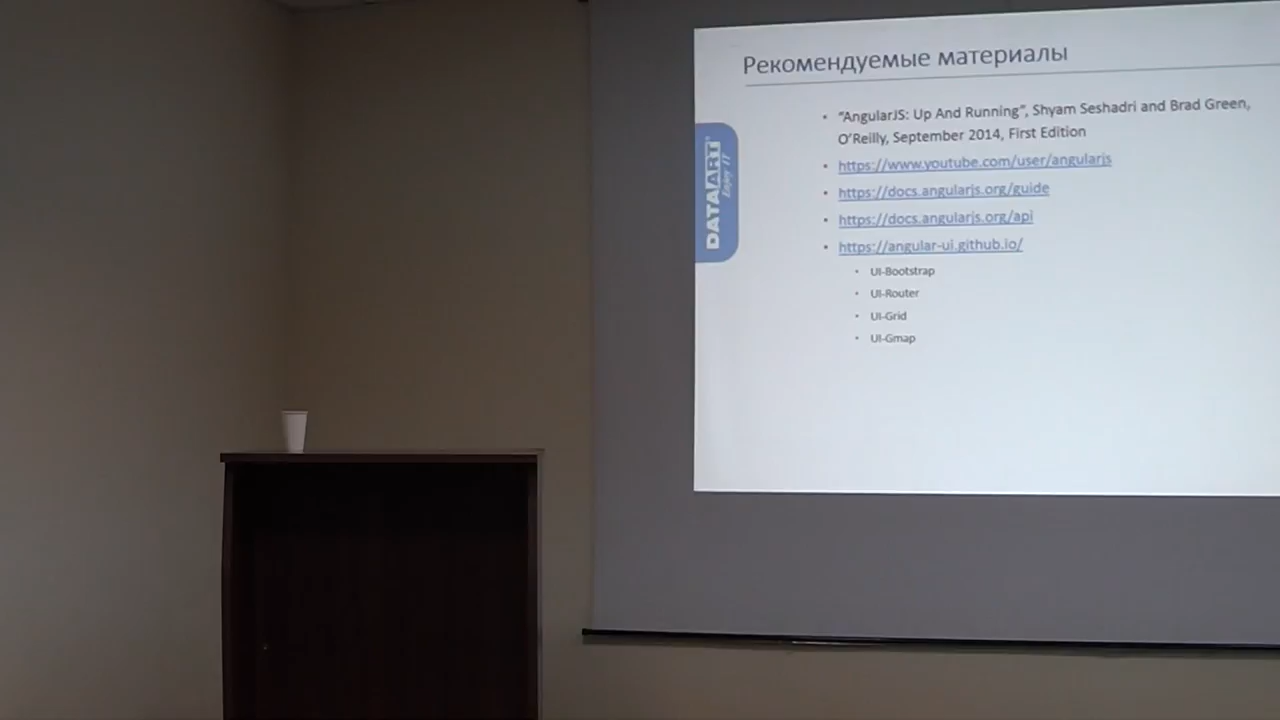 Рекомендуемые материалы
• "AngularJS: Up And Running", Shyam Seshadri and Brad Green,
O'Reilly, September 2014, First Edition
• https://www.youtube.com/user/angularjs
• https://docs.angularjs.org/guide
• https://docs.angularjs.org/api
• https://angular-ui.github.io/
• UI-Bootstrap
• UI-Router
• UI-Grid
• UI-Gmap
DATAART®
Enjoy IT